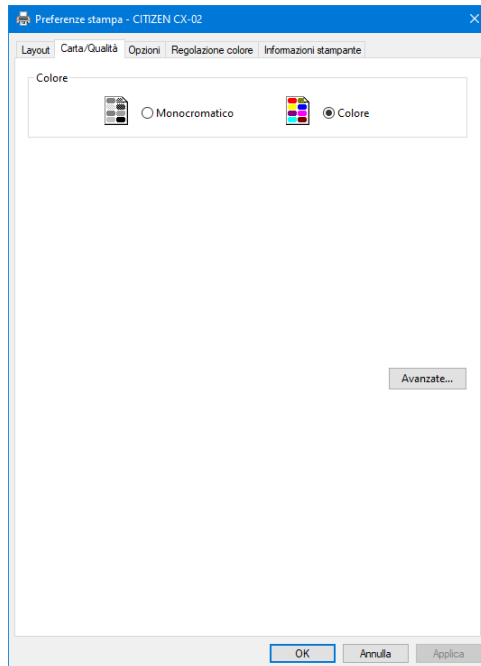 Preferenze stampa - CITIZEN CX-02
Layout Carta/Qualità Opzioni Regolazione colore Informazioni stampante
Colore
Monocromatico Colore
Avanzate...
OK Annulla Applica